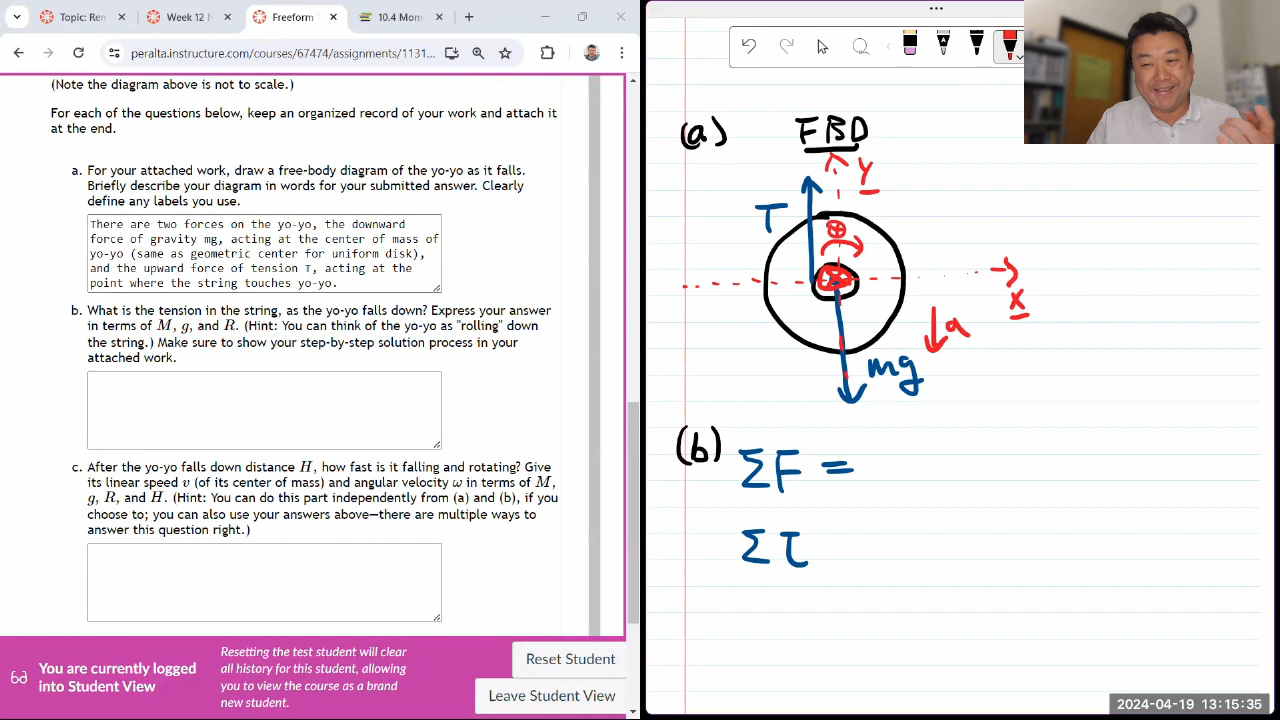 Topic: Rem
Week 12 N
Freeform
10.4 Mom
peralta.instructure.com/courses/74474/assignments/1131...
(Note the diagram above is not to scale.)
For each of the questions below, keep an organized record of your work and attach it
at the end.
a. For your attached work, draw a free-body diagram of the yo-yo as it falls.
Briefly describe your diagram in words for your submitted answer. Clearly
define any labels you use.
There are two forces on the yo-yo, the downward
force of gravity mg, acting at the center of mass of
yo-yo (same as geometric center for uniform disk),
and the upward force of tension T, acting at the
point where the string touches yo-yo.
b. What is the tension in the string, as the yo-yo falls down? Express your answer
in terms of M, g, and R. (Hint: You can think of the yo-yo as "rolling" down
the string.) Make sure to show your step-by-step solution process in your
attached work.
c. After the yo-yo falls down distance H, how fast is it falling and rotating? Give
its linear speed v (of its center of mass) and angular velocity ω in terms of M,
g, R, and H. (Hint: You can do this part independently from (a) and (b), if you
choose to; you can also use your answers above—there are multiple ways to
answer this question right.)
You are currently logged
into Student View
Resetting the test student will clear
all history for this student, allowing
you to view the course as a brand
new student.
Reset Student
Leave Student View
(a) FBD
y
T
x
a
mg
(b) ΣF =
Στ
2024-04-19 13:15:35